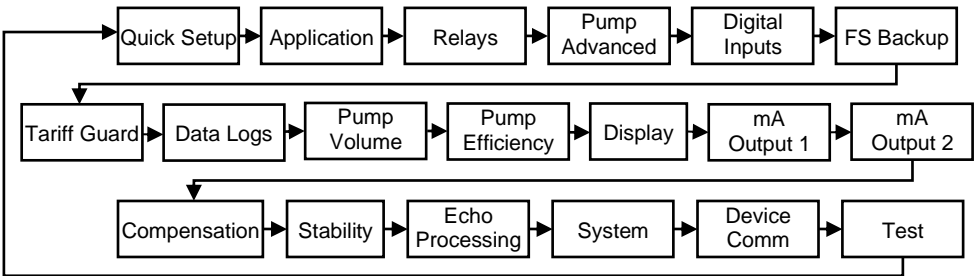 Quick Setup
Application
Relays
Pump
Advanced
Digital
Inputs
FS Backup
Tariff Guard
Data Logs
Pump
Volume
Pump
Efficiency
Display
mA
Output 1
mA
Output 2
Compensation
Stability
Echo
Processing
System
Device
Comm
Test